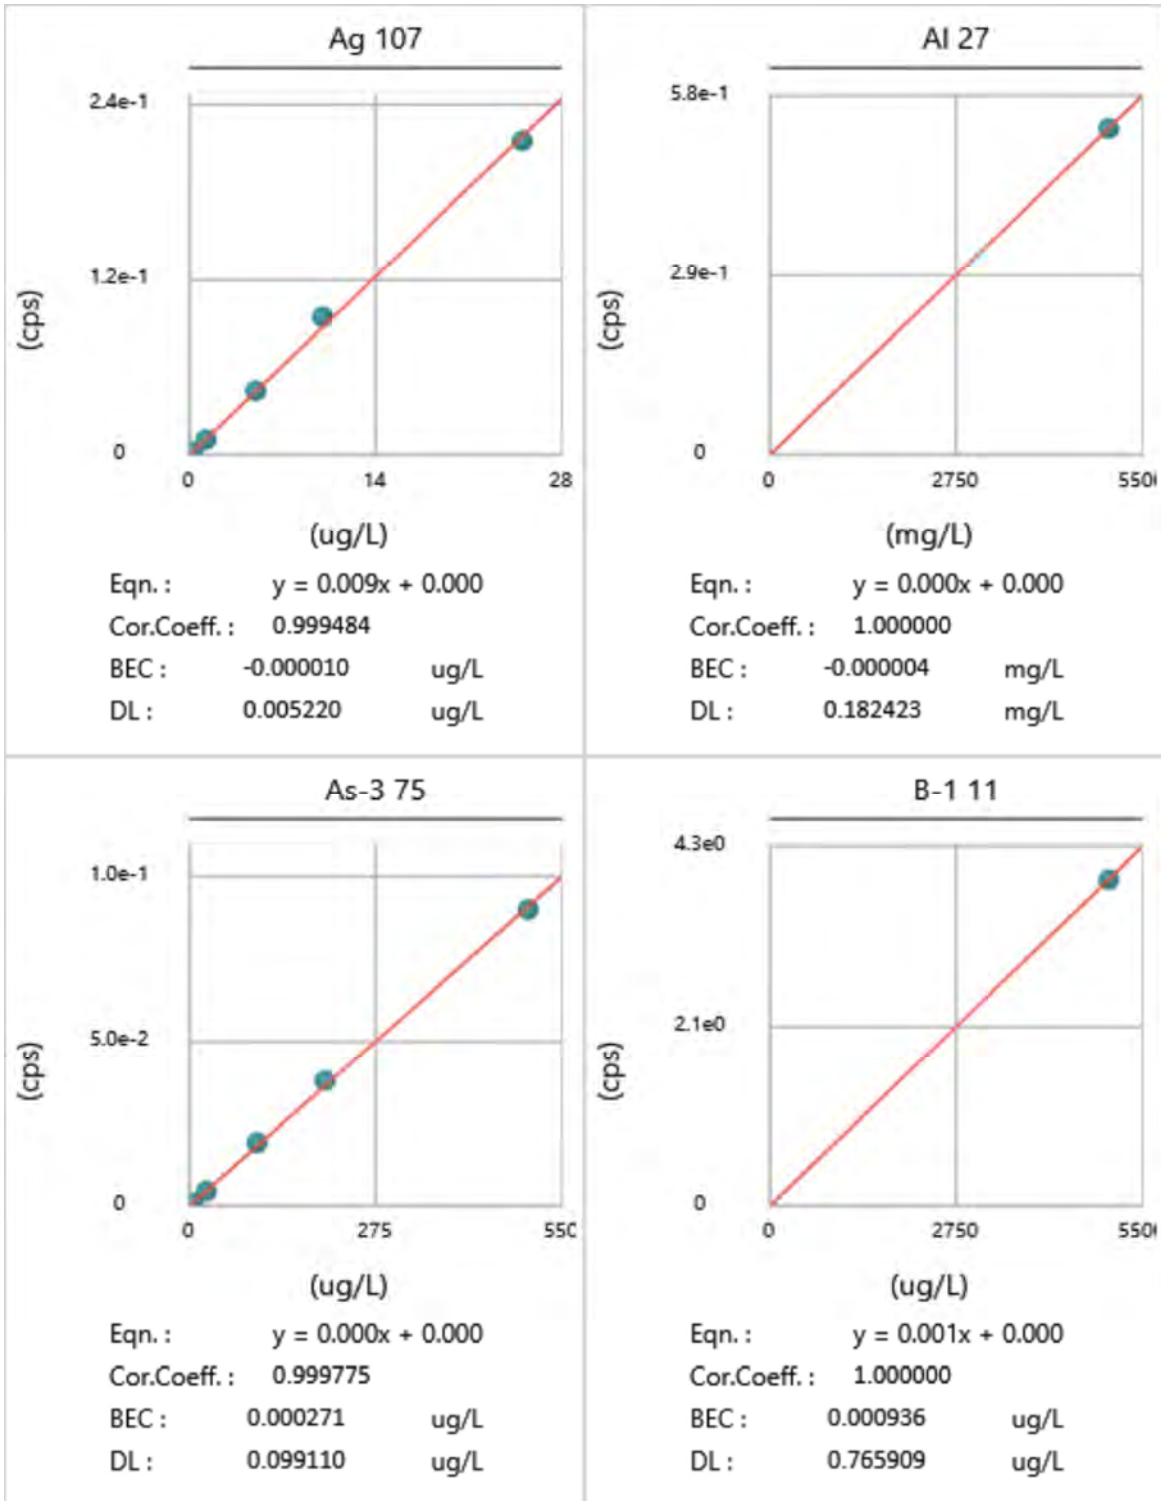 Ag 107
2.4e-1
1.2e-1
0
(cps)
0 14 28
(ug/L)
Eqn. : y = 0.009x + 0.000
Cor.Coeff. : 0.999484
BEC : -0.000010 ug/L
DL : 0.005220 ug/L
Al 27
5.8e-1
2.9e-1
0
(cps)
0 2750 550
(mg/L)
Eqn. : y = 0.000x + 0.000
Cor.Coeff. : 1.000000
BEC : -0.000004 mg/L
DL : 0.182423 mg/L
As-3 75
1.0e-1
5.0e-2
0
(cps)
0 275 550
(ug/L)
Eqn. : y = 0.000x + 0.000
Cor.Coeff. : 0.999775
BEC : 0.000271 ug/L
DL : 0.099110 ug/L
B-1 11
4.3e0
2.1e0
0
(cps)
0 2750 550
(ug/L)
Eqn. : y = 0.001x + 0.000
Cor.Coeff. : 1.000000
BEC : 0.000936 ug/L
DL : 0.765909 ug/L